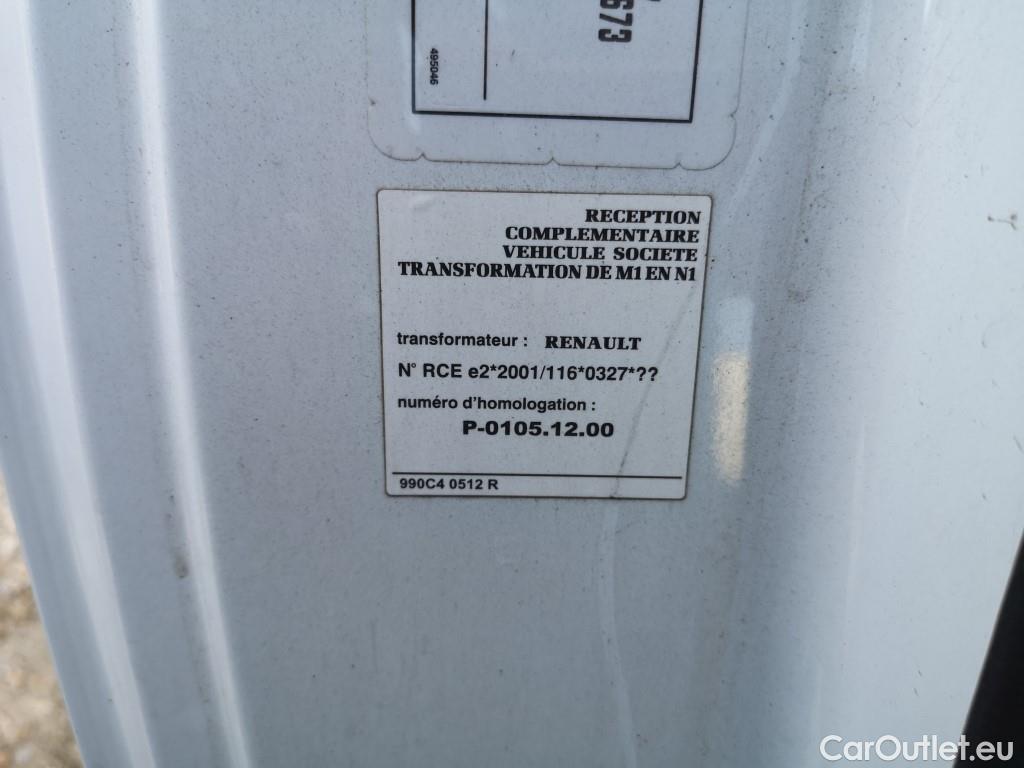 673
495046
RECEPTION
COMPLEMENTAIRE
VEHICULE SOCIETE
TRANSFORMATION DE M1 EN N1
transformateur : RENAULT
N° RCE e2*2001/116*0327*??
numéro d'homologation :
P-0105.12.00
990C4 0512 R
CarOutlet.eu